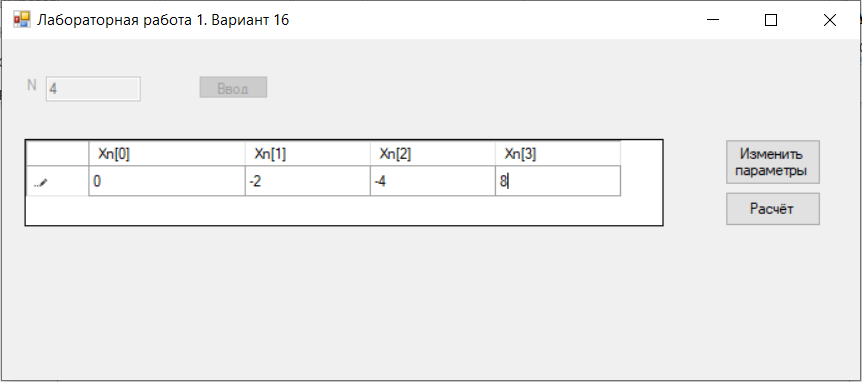 Лабораторная работа 1. Вариант 16
N 4 Ввод
Xn[0] Xn[1] Xn[2] Xn[3]
0 -2 -4 8
Изменить
параметры
Расчёт